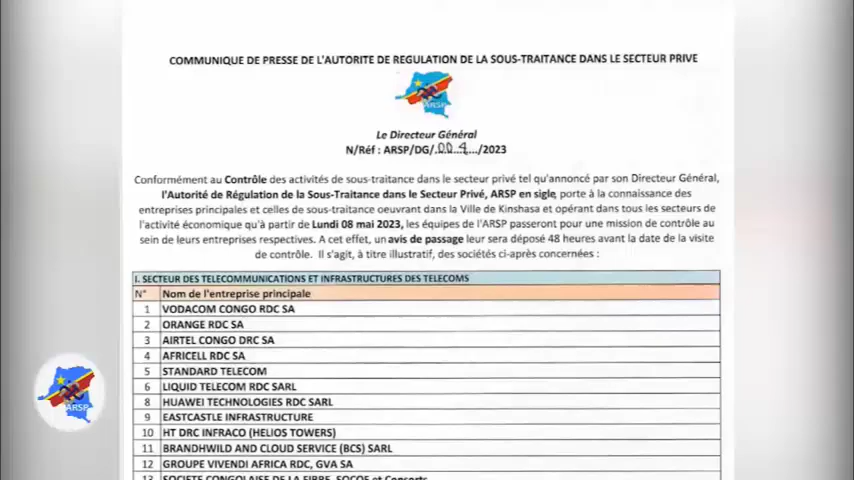 COMMUNIQUE DE PRESSE DE L'AUTORITE DE REGULATION DE LA SOUS-TRAITANCE DANS LE SECTEUR PRIVE
ARSP
Le Directeur Général
N/Réf : ARSP/DG/.004.../2023
Conformément au Contrôle des activités de sous-traitance dans le secteur privé tel qu'annoncé par son Directeur Général,
l'Autorité de Régulation de la Sous-Traitance dans le Secteur Privé, ARSP en sigle, porte à la connaissance des
entreprises principales et celles de sous-traitance oeuvrant dans la Ville de Kinshasa et opérant dans tous les secteurs de
l'activité économique qu'à partir de Lundi 08 mai 2023, les équipes de l'ARSP passeront pour une mission de contrôle au
sein de leurs entreprises respectives. A cet effet, un avis de passage leur sera déposé 48 heures avant la date de la visite
de contrôle. Il s'agit, à titre illustratif, des sociétés ci-après concernées :
I. SECTEUR DES TELECOMMUNICATIONS ET INFRASTRUCTURES DES TELECOMS
N° Nom de l'entreprise principale
1 VODACOM CONGO RDC SA
2 ORANGE RDC SA
3 AIRTEL CONGO DRC SA
4 AFRICELL RDC SA
5 STANDARD TELECOM
6 LIQUID TELECOM RDC SARL
8 HUAWEI TECHNOLOGIES RDC SARL
9 EASTCASTLE INFRASTRUCTURE
10 HT DRC INFRACO (HELIOS TOWERS)
11 BRANDHWILD AND CLOUD SERVICE (BCS) SARL
12 GROUPE VIVENDI AFRICA RDC, GVA SA
13 SOCIETE CONGOLAISE DE LA FIBRE, SOCOF et Consorts
ARSP